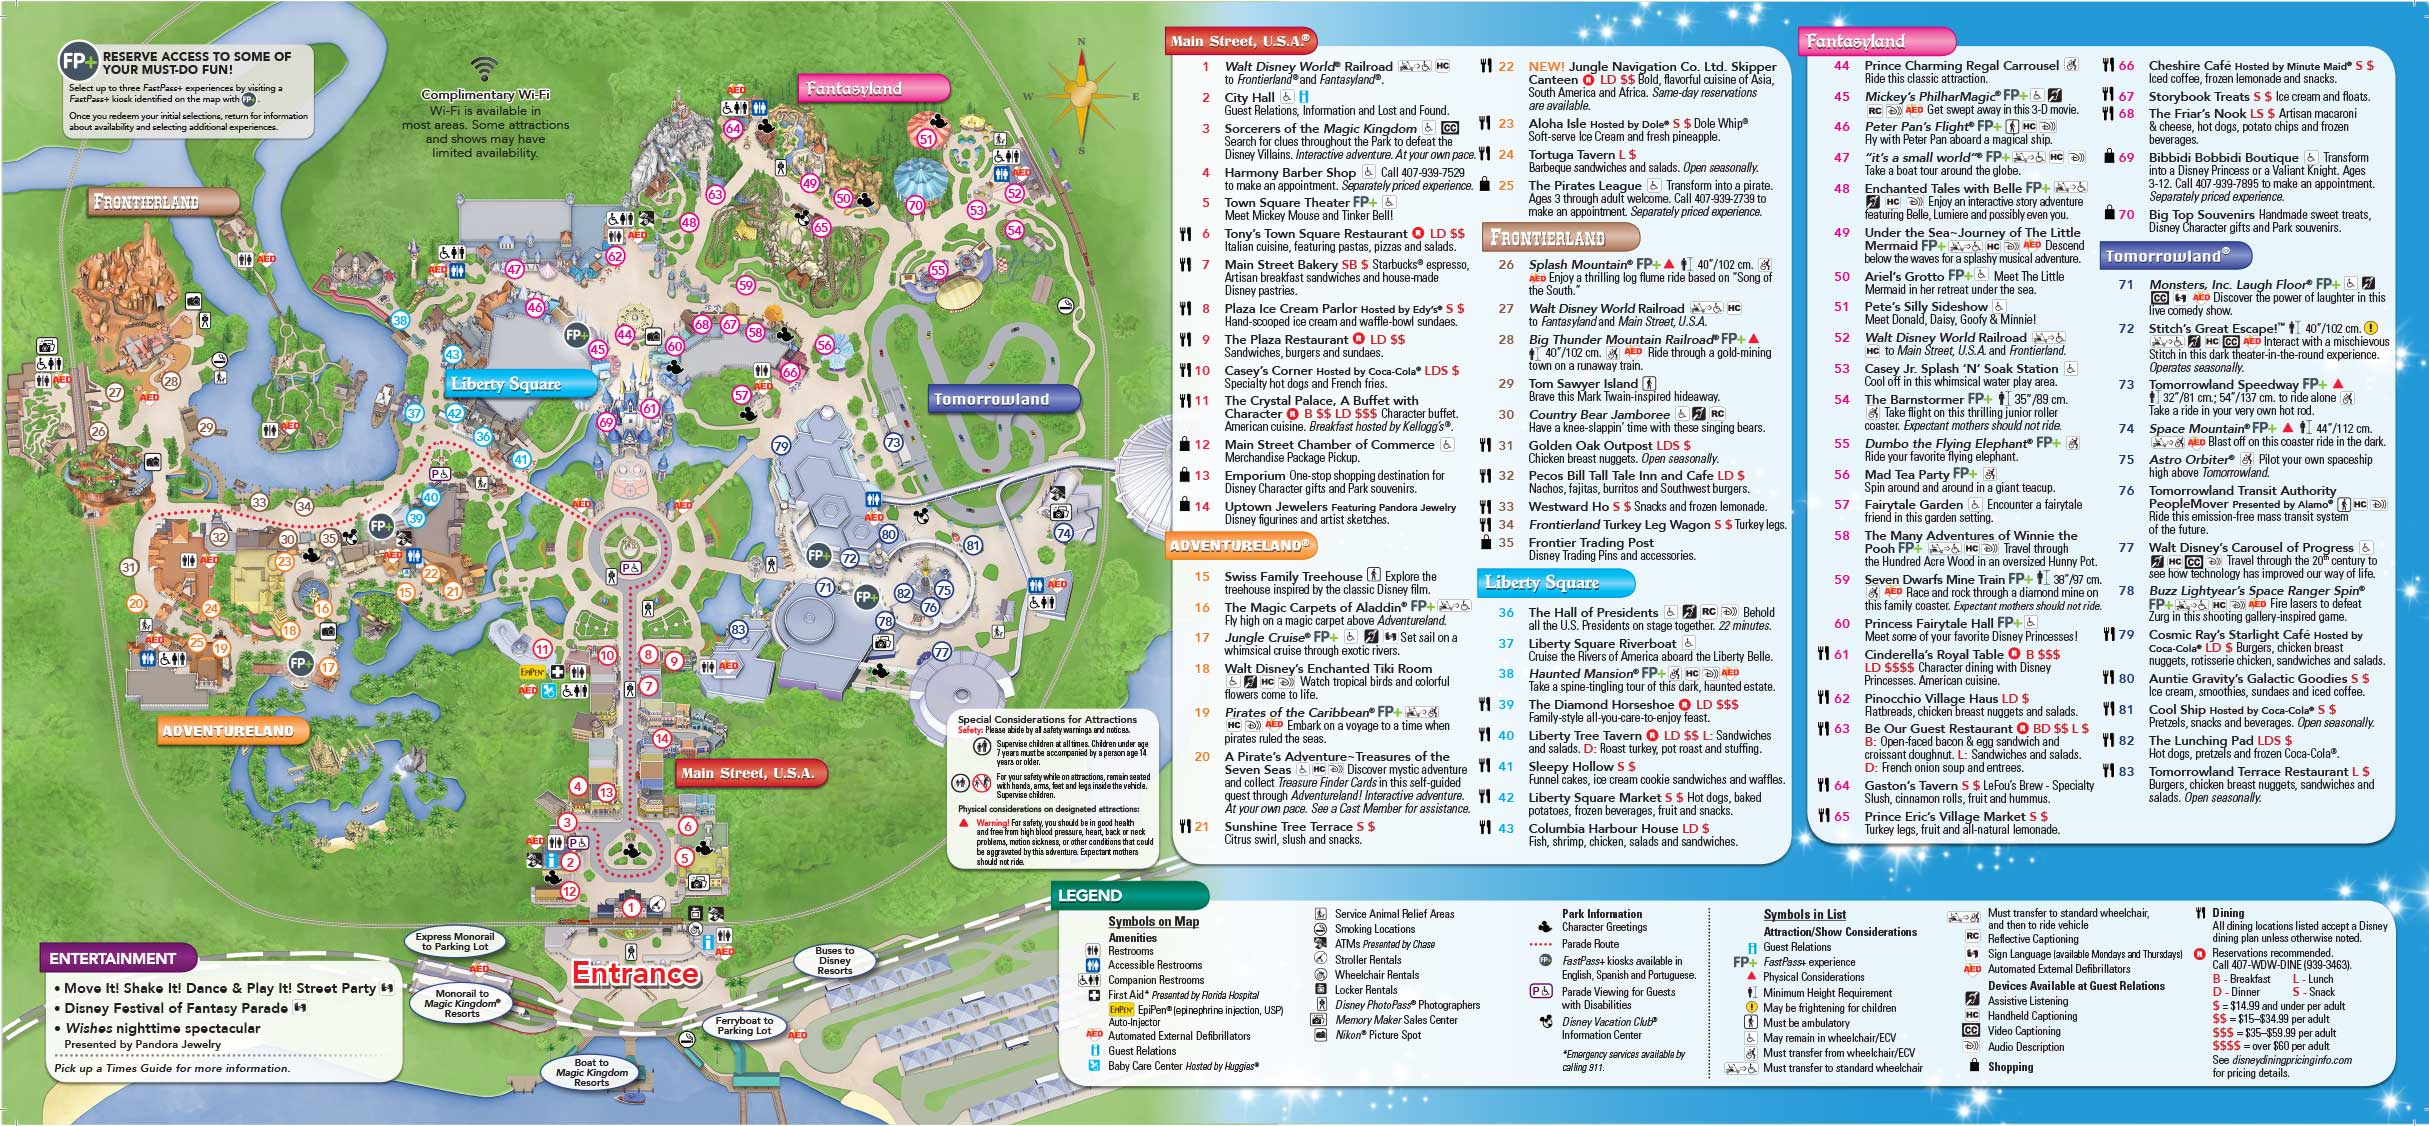 FP+
RESERVE ACCESS TO SOME OF
YOUR MUST-DO FUN!
Select up to three FastPass+ experiences by visiting a
FastPass+ kiosk identified on the map with FP+.
Once you redeem your initial selections, return for information
about availability and selecting additional experiences.
Complimentary Wi-Fi
Wi-Fi is available in
most areas. Some attractions
and shows may have
limited availability.
N
W E
S
Fantasyland
FRONTIERLAND
Liberty Square
Tomorrowland
ADVENTURELAND
Main Street, U.S.A.
Entrance
Special Considerations for Attractions
Safety: Please abide by all safety warnings and notices.
Supervise children at all times. Children under age
7 years must be accompanied by a person age 14
years or older.
For your safety while on attractions, remain seated
with hands, arms, feet and legs inside the vehicle.
Supervise children.
Physical considerations on designated attractions:
Warning! For safety, you should be in good health
and free from high blood pressure, heart, back or neck
problems, motion sickness, or other conditions that could
be aggravated by this adventure. Expectant mothers
should not ride.
Express Monorail
to Parking Lot
Monorail to
Magic Kingdom®
Resorts
Buses to
Disney
Resorts
Ferryboat to
Parking Lot
Boat to
Magic Kingdom
Resorts
ENTERTAINMENT
• Move It! Shake It! Dance & Play It! Street Party
• Disney Festival of Fantasy Parade
• Wishes nighttime spectacular
Presented by Pandora Jewelry
Pick up a Times Guide for more information.
Main Street, U.S.A.®
1 Walt Disney World® Railroad HC
to Frontierland® and Fantasyland®.
2 City Hall
Guest Relations, Information and Lost and Found.
3 Sorcerers of the Magic Kingdom CC
Search for clues throughout the Park to defeat the
Disney Villains. Interactive adventure. At your own pace.
4 Harmony Barber Shop Call 407-939-7529
to make an appointment. Separately priced experience.
5 Town Square Theater FP+
Meet Mickey Mouse and Tinker Bell!
6 Tony's Town Square Restaurant R LD $$
Italian cuisine, featuring pastas, pizzas and salads.
7 Main Street Bakery SB $ Starbucks® espresso,
Artisan breakfast sandwiches and house-made
Disney pastries.
8 Plaza Ice Cream Parlor Hosted by Edy's® S $
Hand-scooped ice cream and waffle-bowl sundaes.
9 The Plaza Restaurant R LD $$
Sandwiches, burgers and sundaes.
10 Casey's Corner Hosted by Coca-Cola® LDS $
Specialty hot dogs and French fries.
11 The Crystal Palace, A Buffet with
Character R B $$ LD $$$ Character buffet.
American cuisine. Breakfast hosted by Kellogg's®.
12 Main Street Chamber of Commerce
Merchandise Package Pickup.
13 Emporium One-stop shopping destination for
Disney Character gifts and Park souvenirs.
14 Uptown Jewelers Featuring Pandora Jewelry
Disney figurines and artist sketches.
ADVENTURELAND®
15 Swiss Family Treehouse Explore the
treehouse inspired by the classic Disney film.
16 The Magic Carpets of Aladdin® FP+
Fly high on a magic carpet above Adventureland.
17 Jungle Cruise® FP+ Set sail on a
whimsical cruise through exotic rivers.
18 Walt Disney's Enchanted Tiki Room
HC Watch tropical birds and colorful
flowers come to life.
19 Pirates of the Caribbean® FP+
HC AED Embark on a voyage to a time when
pirates ruled the seas.
20 A Pirate's Adventure~Treasures of the
Seven Seas HC Discover mystic adventure
and collect Treasure Finder Cards in this self-guided
quest through Adventureland! Interactive adventure.
At your own pace. See a Cast Member for assistance.
21 Sunshine Tree Terrace S $
Citrus swirl, slush and snacks.
22 NEW! Jungle Navigation Co. Ltd. Skipper
Canteen R LD $$ Bold, flavorful cuisine of Asia,
South America and Africa. Same-day reservations
are available.
23 Aloha Isle Hosted by Dole® S $ Dole Whip®
Soft-serve Ice Cream and fresh pineapple.
24 Tortuga Tavern L $
Barbeque sandwiches and salads. Open seasonally.
25 The Pirates League Transform into a pirate.
Ages 3 through adult welcome. Call 407-939-2739 to
make an appointment. Separately priced experience.
FRONTIERLAND
26 Splash Mountain® FP+ 40"/102 cm.
AED Enjoy a thrilling log flume ride based on "Song of
the South."
27 Walt Disney World Railroad HC
to Fantasyland and Main Street, U.S.A.
28 Big Thunder Mountain Railroad® FP+
40"/102 cm. AED Ride through a gold-mining
town on a runaway train.
29 Tom Sawyer Island
Brave this Mark Twain-inspired hideaway.
30 Country Bear Jamboree RC
Have a knee-slappin' time with these singing bears.
31 Golden Oak Outpost LDS $
Chicken breast nuggets. Open seasonally.
32 Pecos Bill Tall Tale Inn and Cafe LD $
Nachos, fajitas, burritos and Southwest burgers.
33 Westward Ho S $ Snacks and frozen lemonade.
34 Frontierland Turkey Leg Wagon S $ Turkey legs.
35 Frontier Trading Post
Disney Trading Pins and accessories.
Liberty Square
36 The Hall of Presidents RC Behold
all the U.S. Presidents on stage together. 22 minutes.
37 Liberty Square Riverboat
Cruise the Rivers of America aboard the Liberty Belle.
38 Haunted Mansion® FP+ HC AED
Take a spine-tingling tour of this dark, haunted estate.
39 The Diamond Horseshoe R LD $$$
Family-style all-you-care-to-enjoy feast.
40 Liberty Tree Tavern R LD $$ L: Sandwiches
and salads. D: Roast turkey, pot roast and stuffing.
41 Sleepy Hollow S $
Funnel cakes, ice cream cookie sandwiches and waffles.
42 Liberty Square Market S $ Hot dogs, baked
potatoes, frozen beverages, fruit and snacks.
43 Columbia Harbour House LD $
Fish, shrimp, chicken, salads and sandwiches.
Fantasyland
44 Prince Charming Regal Carrousel
Ride this classic attraction.
45 Mickey's PhilharMagic® FP+
RC AED Get swept away in this 3-D movie.
46 Peter Pan's Flight® FP+ HC
Fly with Peter Pan aboard a magical ship.
47 "it's a small world"® FP+ HC
Take a boat tour around the globe.
48 Enchanted Tales with Belle FP+
HC Enjoy an interactive story adventure
featuring Belle, Lumiere and possibly even you.
49 Under the Sea~Journey of The Little
Mermaid FP+ HC AED Descend
below the waves for a splashy musical adventure.
50 Ariel's Grotto FP+ Meet The Little
Mermaid in her retreat under the sea.
51 Pete's Silly Sideshow
Meet Donald, Daisy, Goofy & Minnie!
52 Walt Disney World Railroad
HC to Main Street, U.S.A. and Frontierland.
53 Casey Jr. Splash 'N' Soak Station
Cool off in this whimsical water play area.
54 The Barnstormer FP+ 35"/89 cm.
Take flight on this thrilling junior roller
coaster. Expectant mothers should not ride.
55 Dumbo the Flying Elephant® FP+
Ride your favorite flying elephant.
56 Mad Tea Party FP+
Spin around and around in a giant teacup.
57 Fairytale Garden Encounter a fairytale
friend in this garden setting.
58 The Many Adventures of Winnie the
Pooh FP+ HC Travel through
the Hundred Acre Wood in an oversized Hunny Pot.
59 Seven Dwarfs Mine Train FP+ 38"/97 cm.
AED Race and rock through a diamond mine on
this family coaster. Expectant mothers should not ride.
60 Princess Fairytale Hall FP+
Meet some of your favorite Disney Princesses!
61 Cinderella's Royal Table R B $$$
LD $$$$ Character dining with Disney
Princesses. American cuisine.
62 Pinocchio Village Haus LD $
Flatbreads, chicken breast nuggets and salads.
63 Be Our Guest Restaurant R BD $$ L $
B: Open-faced bacon & egg sandwich and
croissant doughnut. L: Sandwiches and salads.
D: French onion soup and entrees.
64 Gaston's Tavern S $ LeFou's Brew - Specialty
Slush, cinnamon rolls, fruit and hummus.
65 Prince Eric's Village Market S $
Turkey legs, fruit and all-natural lemonade.
66 Cheshire Café Hosted by Minute Maid® S $
Iced coffee, frozen lemonade and snacks.
67 Storybook Treats S $ Ice cream and floats.
68 The Friar's Nook LS $ Artisan macaroni
& cheese, hot dogs, potato chips and frozen
beverages.
69 Bibbidi Bobbidi Boutique Transform
into a Disney Princess or a Valiant Knight. Ages
3-12. Call 407-939-7895 to make an appointment.
Separately priced experience.
70 Big Top Souvenirs Handmade sweet treats,
Disney Character gifts and Park souvenirs.
Tomorrowland®
71 Monsters, Inc. Laugh Floor® FP+
CC AED Discover the power of laughter in this
live comedy show.
72 Stitch's Great Escape!™ 40"/102 cm.
HC CC AED Interact with a mischievous
Stitch in this dark theater-in-the-round experience.
Operates seasonally.
73 Tomorrowland Speedway FP+
32"/81 cm.; 54"/137 cm. to ride alone
Take a ride in your very own hot rod.
74 Space Mountain® FP+ 44"/112 cm.
AED Blast off on this coaster ride in the dark.
75 Astro Orbiter® Pilot your own spaceship
high above Tomorrowland.
76 Tomorrowland Transit Authority
PeopleMover Presented by Alamo® HC
Ride this emission-free mass transit system
of the future.
77 Walt Disney's Carousel of Progress
HC CC Travel through the 20th century to
see how technology has improved our way of life.
78 Buzz Lightyear's Space Ranger Spin®
FP+ HC AED Fire lasers to defeat
Zurg in this shooting gallery-inspired game.
79 Cosmic Ray's Starlight Café Hosted by
Coca-Cola® LD $ Burgers, chicken breast
nuggets, rotisserie chicken, sandwiches and salads.
80 Auntie Gravity's Galactic Goodies S $
Ice cream, smoothies, sundaes and iced coffee.
81 Cool Ship Hosted by Coca-Cola® S $
Pretzels, snacks and beverages. Open seasonally.
82 The Lunching Pad LDS $
Hot dogs, pretzels and frozen Coca-Cola®.
83 Tomorrowland Terrace Restaurant L $
Burgers, chicken breast nuggets, sandwiches and
salads. Open seasonally.
LEGEND
Symbols on Map
Amenities
Restrooms
Accessible Restrooms
Companion Restrooms
First Aid* Presented by Florida Hospital
EpiPen® EpiPen® (epinephrine injection, USP)
Auto-Injector
AED Automated External Defibrillators
Guest Relations
Baby Care Center Hosted by Huggies®
Service Animal Relief Areas
Smoking Locations
ATMs Presented by Chase
Stroller Rentals
Wheelchair Rentals
Locker Rentals
Disney PhotoPass® Photographers
Memory Maker Sales Center
Nikon® Picture Spot
Park Information
Character Greetings
Parade Route
FP+ FastPass+ kiosks available in
English, Spanish and Portuguese.
P Parade Viewing for Guests
with Disabilities
Disney Vacation Club®
Information Center
*Emergency services available by
calling 911.
Symbols in List
Attraction/Show Considerations
Guest Relations
FP+ FastPass+ experience
Physical Considerations
Minimum Height Requirement
May be frightening for children
Must be ambulatory
May remain in wheelchair/ECV
Must transfer from wheelchair/ECV
Must transfer to standard wheelchair
Must transfer to standard wheelchair,
and then to ride vehicle
RC Reflective Captioning
Sign Language (available Mondays and Thursdays)
AED Automated External Defibrillators
Devices Available at Guest Relations
Assistive Listening
HC Handheld Captioning
CC Video Captioning
Audio Description
Shopping
Dining
All dining locations listed accept a Disney
dining plan unless otherwise noted.
R Reservations recommended.
Call 407-WDW-DINE (939-3463).
B - Breakfast L - Lunch
D - Dinner S - Snack
$ = $14.99 and under per adult
$$ = $15–$34.99 per adult
$$$ = $35–$59.99 per adult
$$$$ = over $60 per adult
See disneydiningpricinginfo.com
for pricing details.